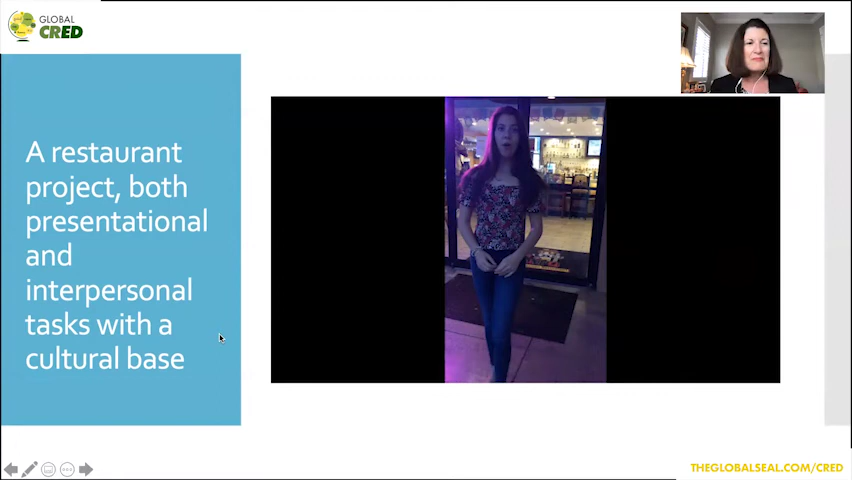 GLOBAL
CRED
A restaurant
project, both
presentational
and
interpersonal
tasks with a
cultural base
THEGLOBALSEAL.COM/CRED